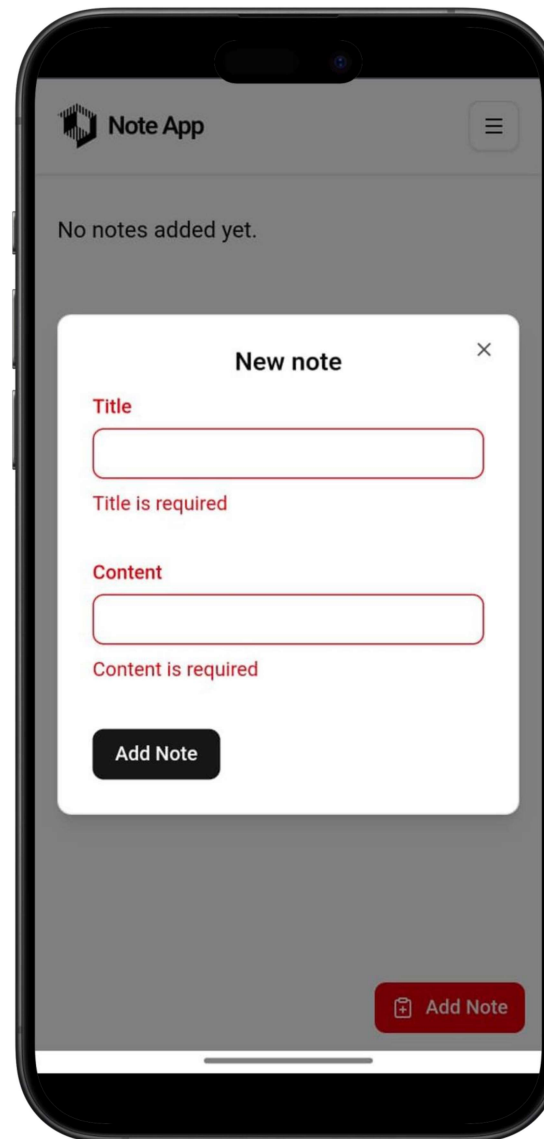 Note App
No notes added yet.
New note
Title
Title is required
Content
Content is required
Add Note
Add Note